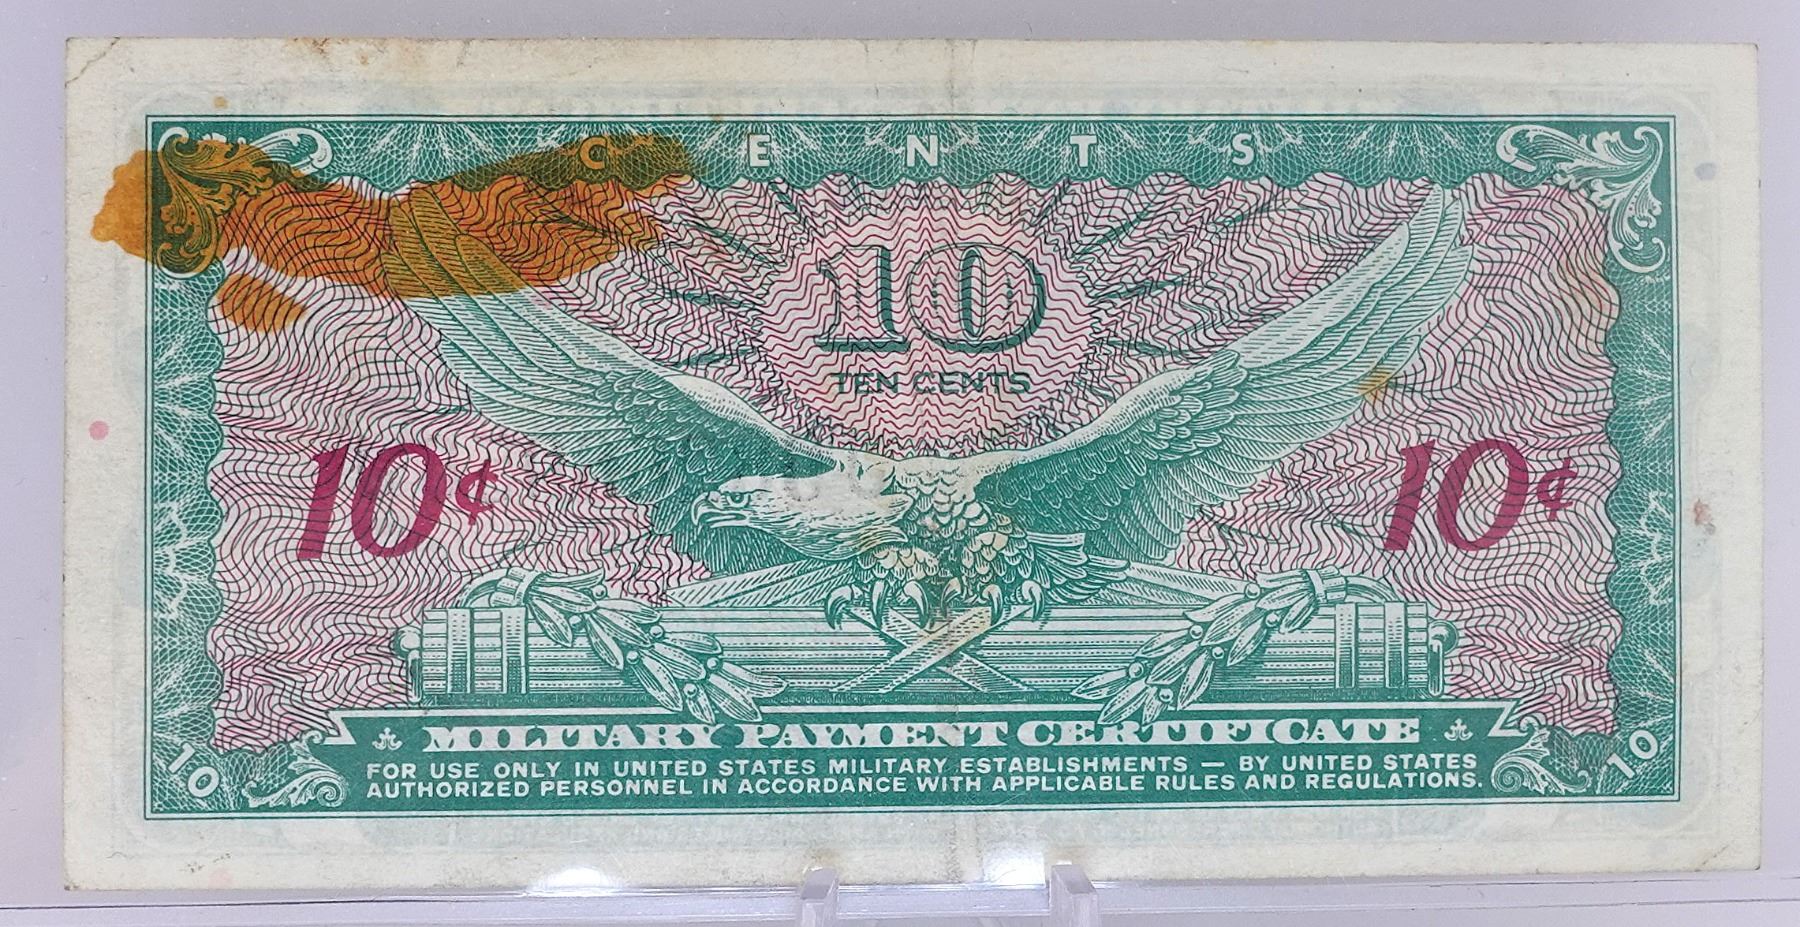 CENTS
10
TEN CENTS
10¢ 10¢
MILITARY PAYMENT CERTIFICATE
FOR USE ONLY IN UNITED STATES MILITARY ESTABLISHMENTS — BY UNITED STATES
AUTHORIZED PERSONNEL IN ACCORDANCE WITH APPLICABLE RULES AND REGULATIONS.
10 10